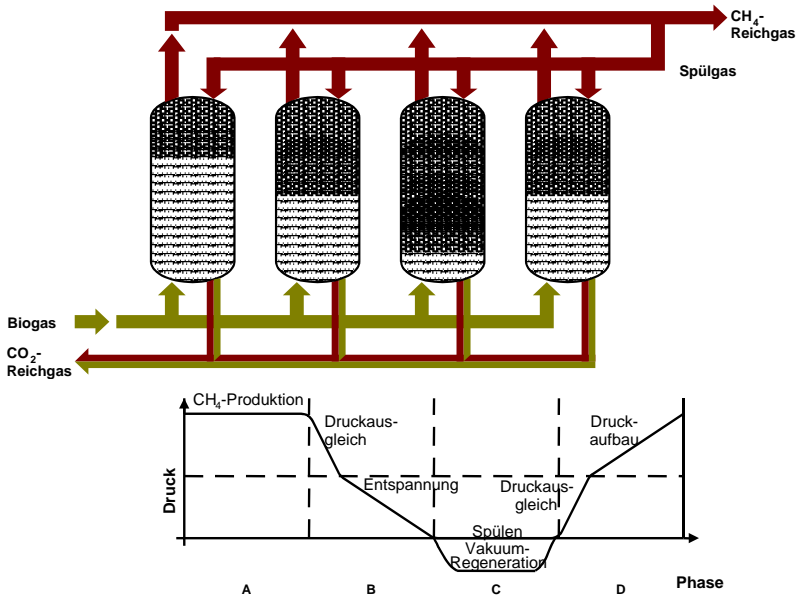 CH₄-
Reichgas
Spülgas
Biogas
CO₂-
Reichgas
CH₄-Produktion
Druckaus-
gleich
Druck-
aufbau
Entspannung
Druckaus-
gleich
Spülen
Vakuum-
Regeneration
Druck
A
B
C
D
Phase